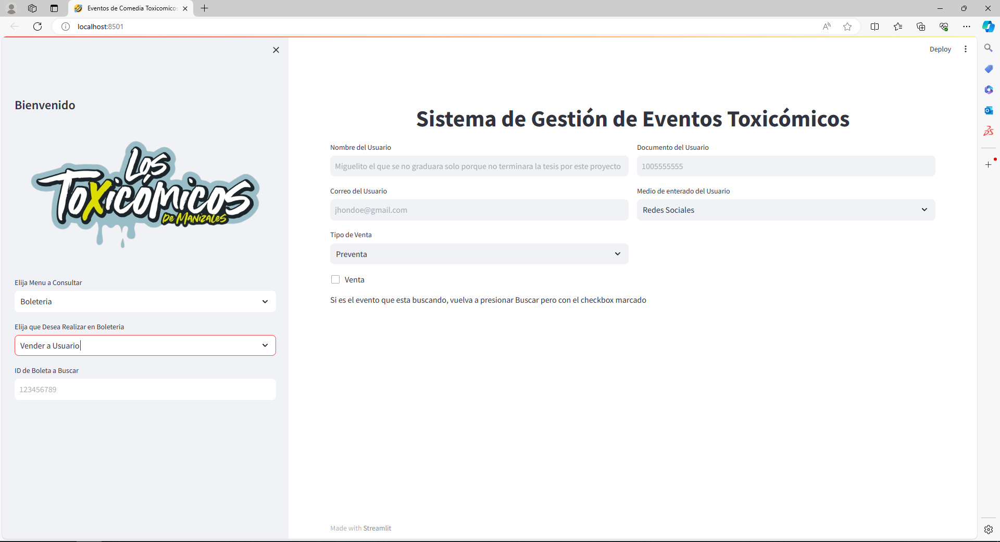 Eventos de Comedia Toxicomicos
localhost:8501
Deploy
Bienvenido
Los
Toxicómicos
De Manizales
Elija Menu a Consultar
Boleteria
Elija que Desea Realizar en Boleteria
Vender a Usuario
ID de Boleta a Buscar
123456789
Sistema de Gestión de Eventos Toxicómicos
Nombre del Usuario
Documento del Usuario
Miguelito el que se no graduara solo porque no terminara la tesis por este proyecto
1005555555
Correo del Usuario
Medio de enterado del Usuario
jhondoe@gmail.com
Redes Sociales
Tipo de Venta
Preventa
Venta
Si es el evento que esta buscando, vuelva a presionar Buscar pero con el checkbox marcado
Made with Streamlit